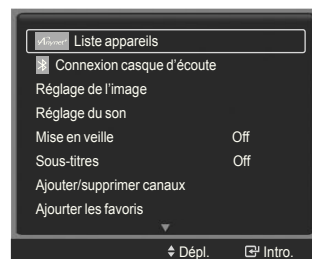 Anynet+ Liste appareils
Connexion casque d'écoute
Réglage de l'image
Réglage du son
Mise en veille Off
Sous-titres Off
Ajouter/supprimer canaux
Ajourter les favoris
Dépl. Intro.